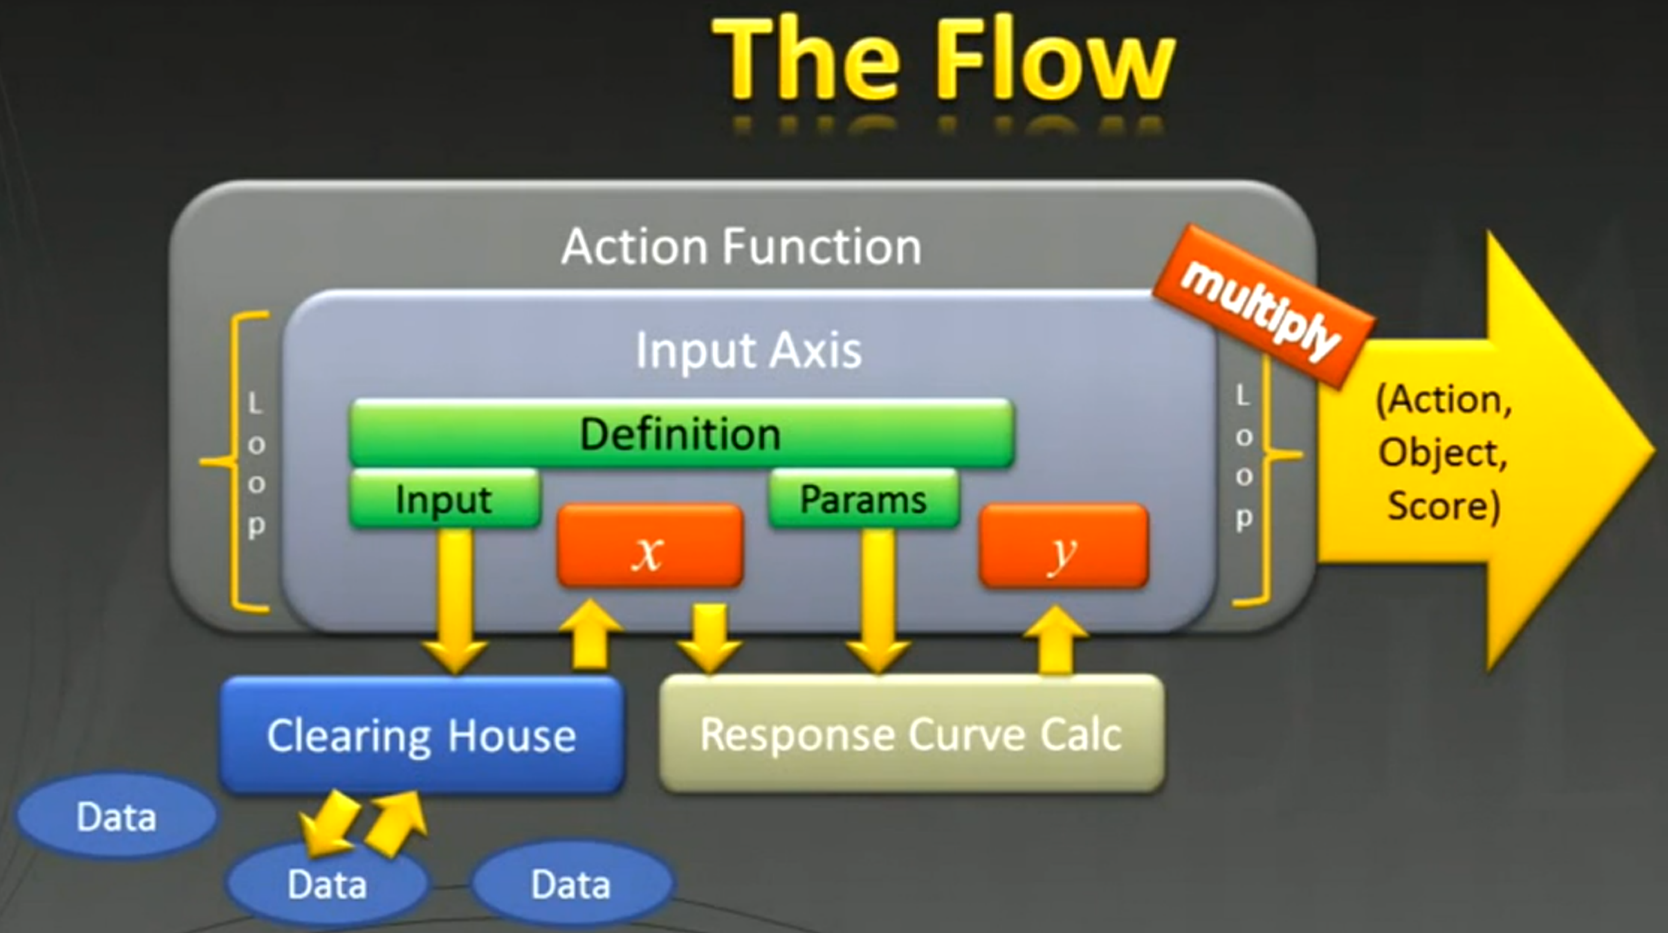 The Flow
Action Function
multiply
Input Axis
Loop
Definition
Input
Params
x
y
Loop
(Action,
Object,
Score)
Clearing House
Response Curve Calc
Data
Data
Data